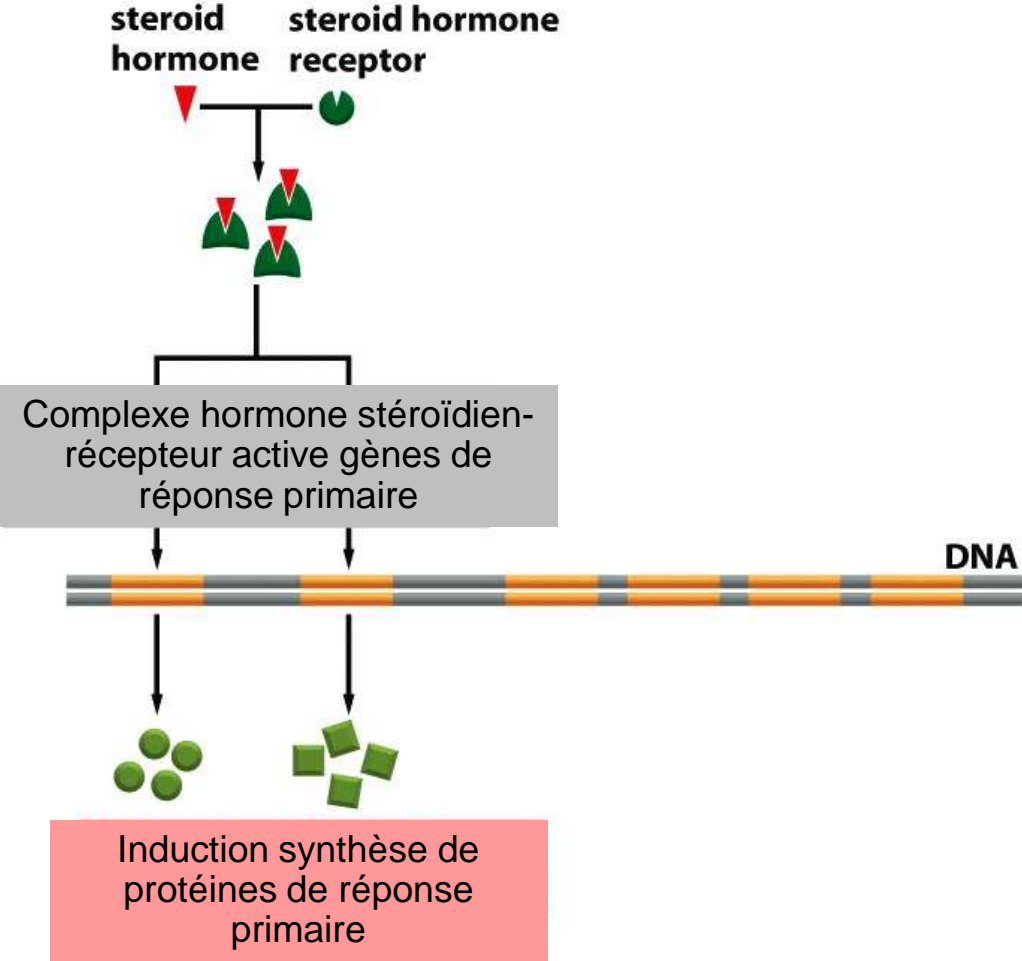 steroid
hormone
steroid hormone
receptor
Complexe hormone stéroïdien-
récepteur active gènes de
réponse primaire
DNA
Induction synthèse de
protéines de réponse
primaire